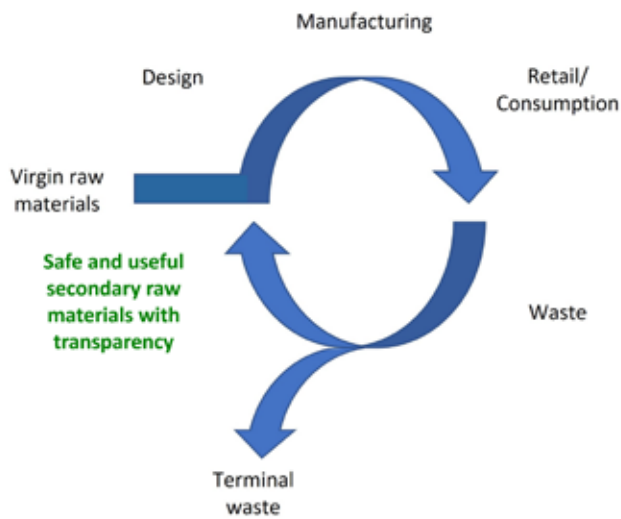 Manufacturing
Design
Retail/
Consumption
Virgin raw
materials
Safe and useful
secondary raw
materials with
transparency
Waste
Terminal
waste